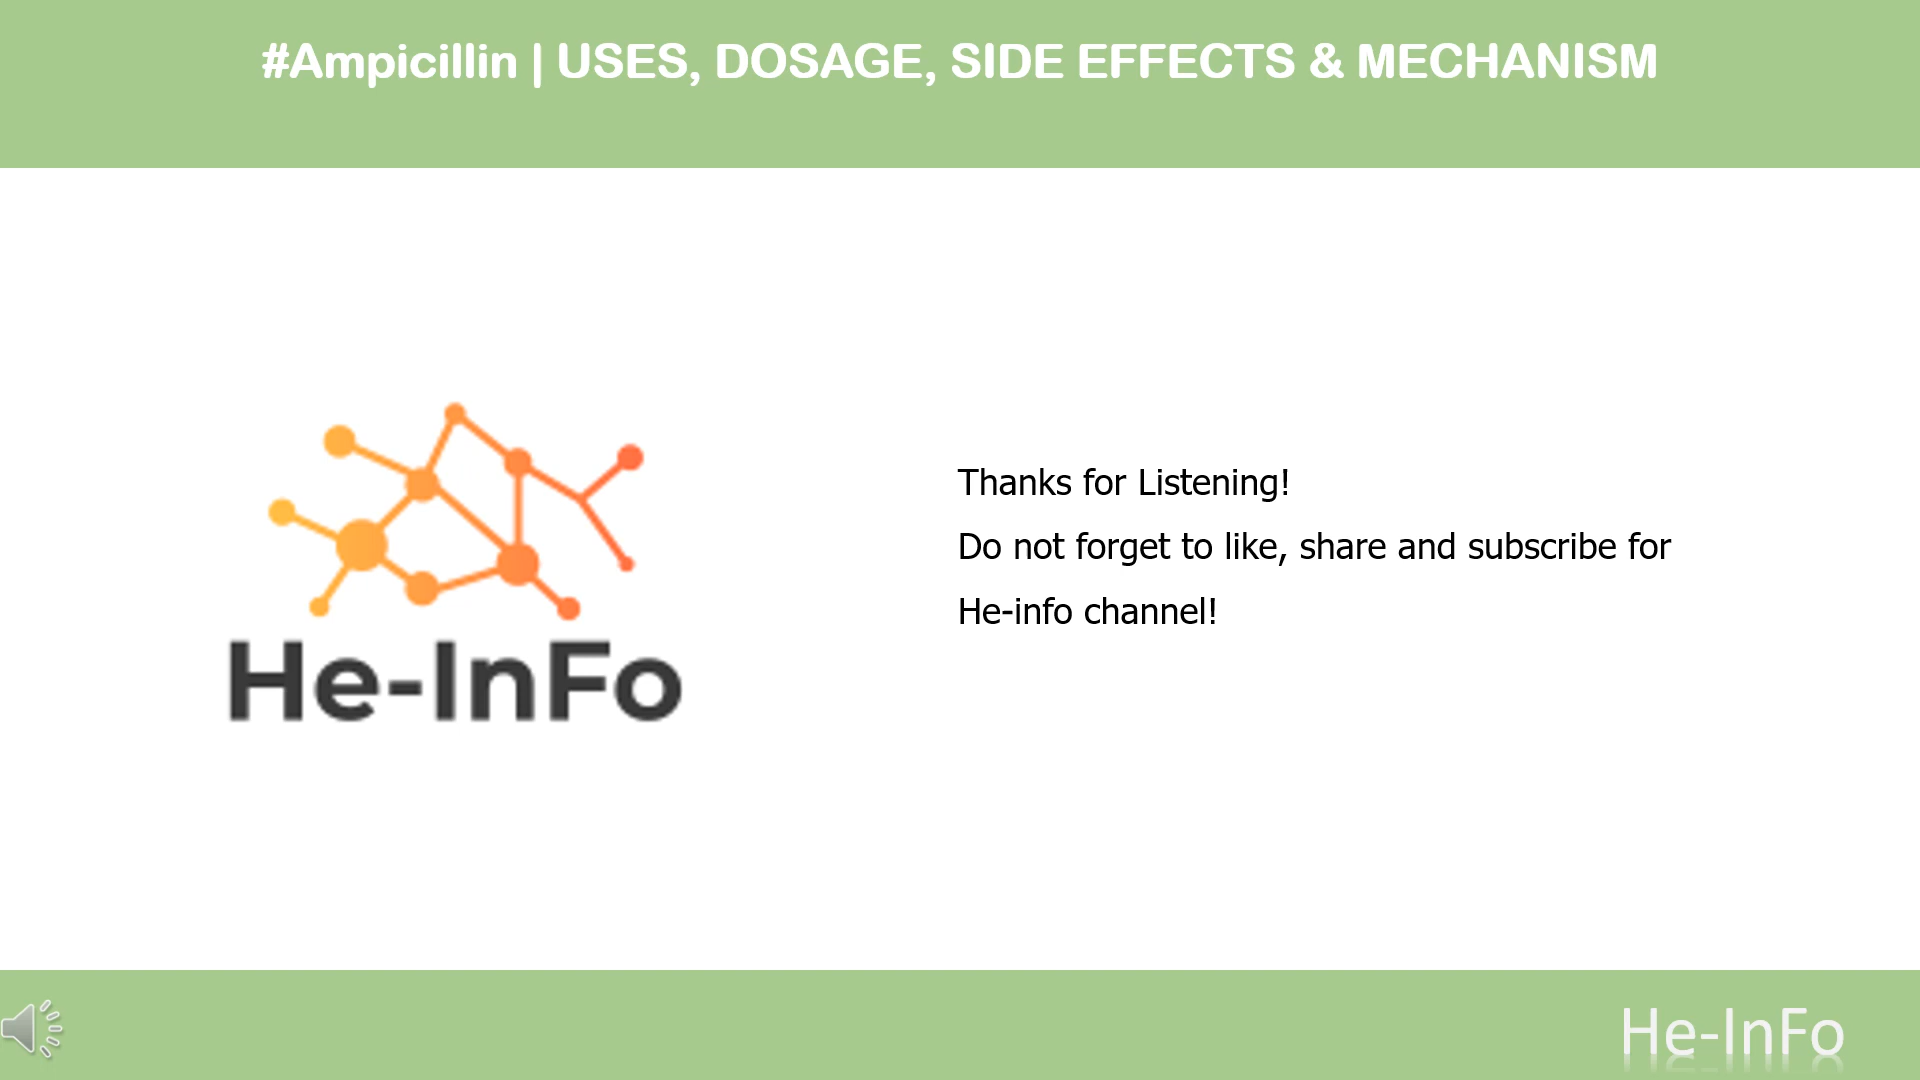 #Ampicillin | USES, DOSAGE, SIDE EFFECTS & MECHANISM
He-InFo
Thanks for Listening!
Do not forget to like, share and subscribe for
He-info channel!
He-InFo